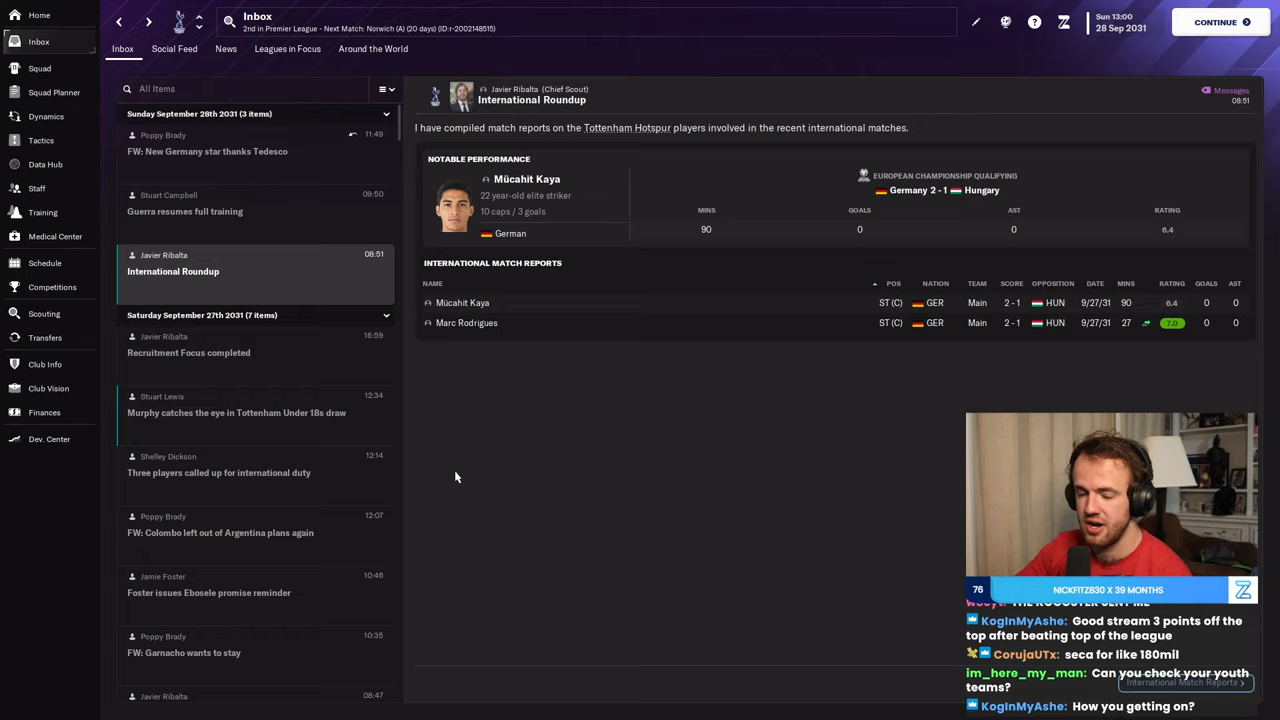 Home
Inbox
Squad
Squad Planner
Dynamics
Tactics
Data Hub
Staff
Training
Medical Center
Schedule
Competitions
Scouting
Transfers
Club Info
Club Vision
Finances
Dev. Center
Inbox
2nd in Premier League - Next Match: Norwich (A) (20 days) (ID:r-2002148515)
Sun 13:00
28 Sep 2031
CONTINUE
Inbox
Social Feed
News
Leagues in Focus
Around the World
All Items
Sunday September 28th 2031 (3 items)
Poppy Brady 11:49
FW: New Germany star thanks Tedesco
Stuart Campbell 09:50
Guerra resumes full training
Javier Ribalta 08:51
International Roundup
Saturday September 27th 2031 (7 items)
Javier Ribalta 16:59
Recruitment Focus completed
Stuart Lewis 12:34
Murphy catches the eye in Tottenham Under 18s draw
Shelley Dickson 12:14
Three players called up for international duty
Poppy Brady 12:07
FW: Colombo left out of Argentina plans again
Jamie Foster 10:46
Foster issues Ebosele promise reminder
Poppy Brady 10:35
FW: Garnacho wants to stay
Javier Ribalta 08:47
Javier Ribalta (Chief Scout)
International Roundup
Messages
08:51
I have compiled match reports on the Tottenham Hotspur players involved in the recent international matches.
NOTABLE PERFORMANCE
Mücahit Kaya
22 year-old elite striker
10 caps / 3 goals
German
EUROPEAN CHAMPIONSHIP QUALIFYING
Germany 2 - 1 Hungary
MINS GOALS AST RATING
90 0 0 6.4
INTERNATIONAL MATCH REPORTS
NAME POS NATION TEAM SCORE OPPOSITION DATE MINS RATING GOALS AST
Mücahit Kaya ST (C) GER Main 2 - 1 HUN 9/27/31 90 6.4 0 0
Marc Rodrigues ST (C) GER Main 2 - 1 HUN 9/27/31 27 7.0 0 0
76 NICKFITZ830 X 39 MONTHS
KogInMyAshe: Good stream 3 points off the
top after beating top of the league
CorujaUTx: seca for like 180mil
im_here_my_man: Can you check your youth
teams?
International Match Reports
KogInMyAshe: How you getting on?